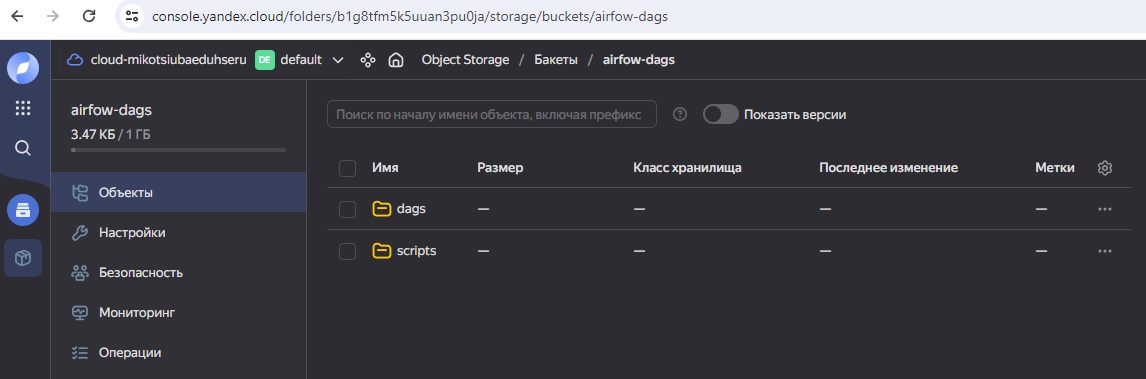 console.yandex.cloud/folders/b1g8tfm5k5uuan3pu0ja/storage/buckets/airfow-dags
cloud-mikotsiubaeduhseru DE default Object Storage / Бакеты / airfow-dags
airfow-dags
3.47 КБ / 1 ГБ
Объекты
Настройки
Безопасность
Мониторинг
Операции
Поиск по началу имени объекта, включая префикс ? Показать версии
Имя Размер Класс хранилища Последнее изменение Метки
dags — — — —
scripts — — — —